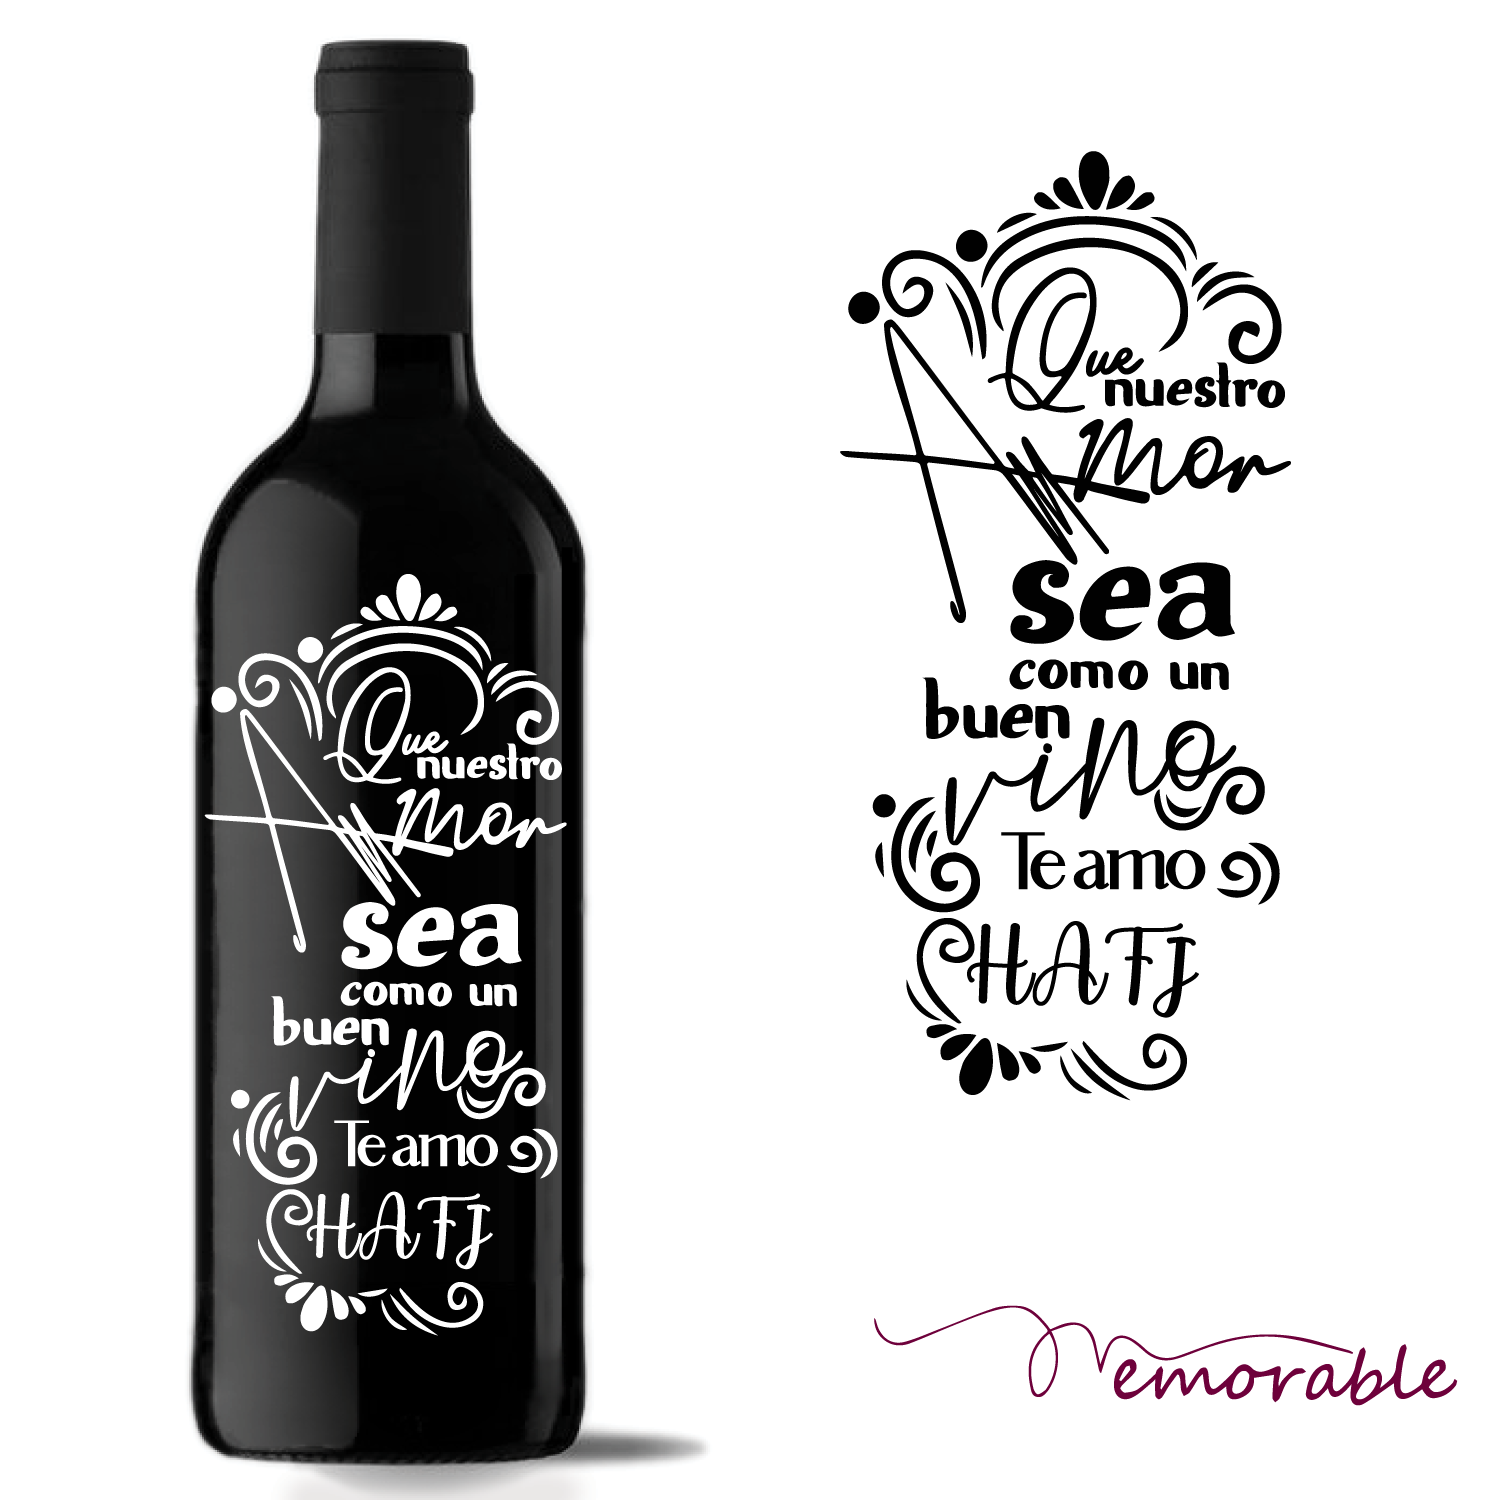 Que
nuestro
Amor
sea
como un
buen
vino
Te amo
HAFJ
Que
nuestro
Amor
sea
como un
buen
vino
Te amo
HAFJ
Memorable